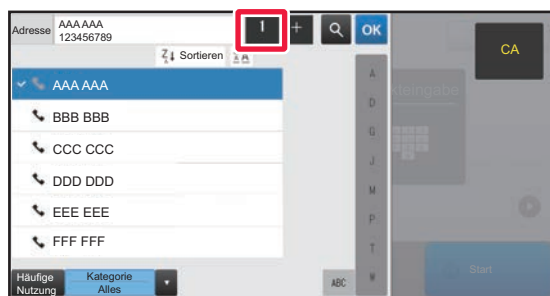 Adresse
AAA AAA
123456789
1
+
OK
CA
Sortieren
AAA AAA
BBB BBB
CCC CCC
DDD DDD
EEE EEE
FFF FFF
A
D
G
J
M
P
T
W
kteingabe
Häufige
Nutzung
Kategorie
Alles
ABC
Start